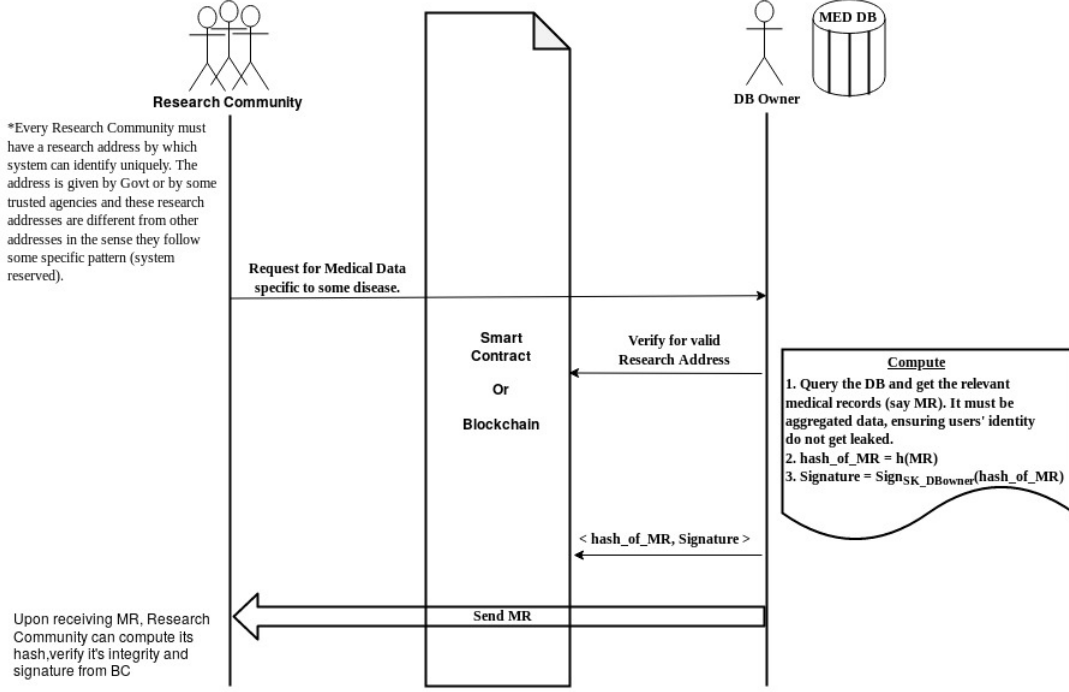 MED DB
Research Community
DB Owner
*Every Research Community must
have a research address by which
system can identify uniquely. The
address is given by Govt or by some
trusted agencies and these research
addresses are different from other
addresses in the sense they follow
some specific pattern (system
reserved).
Request for Medical Data
specific to some disease.
Smart
Contract
Or
Blockchain
Verify for valid
Research Address
Compute
1. Query the DB and get the relevant
medical records (say MR). It must be
aggregated data, ensuring users' identity
do not get leaked.
2. hash_of_MR = h(MR)
3. Signature = SignSK_DBowner(hash_of_MR)
< hash_of_MR, Signature >
Send MR
Upon receiving MR, Research
Community can compute its
hash,verify it's integrity and
signature from BC